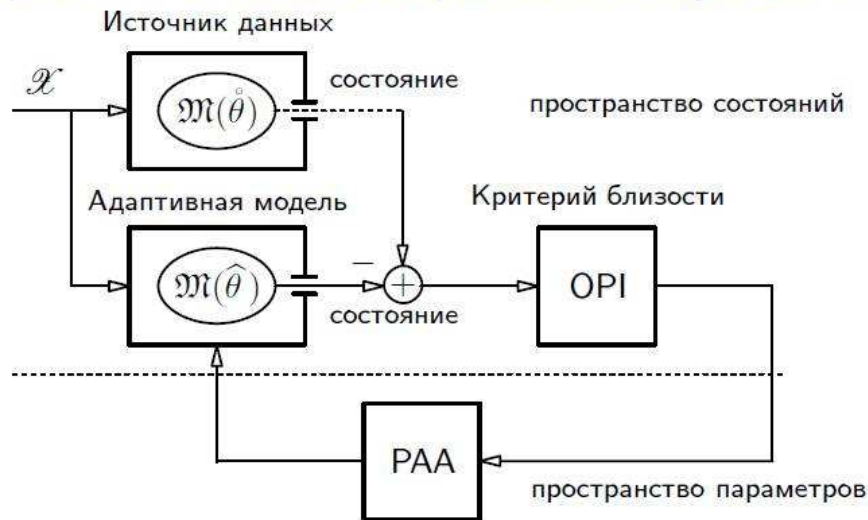 Источник данных
𝒳
состояние
𝔐(θ̊)
пространство состояний
Адаптивная модель
Критерий близости
𝔐(θ̂)
−
+
OPI
состояние
PAA
пространство параметров